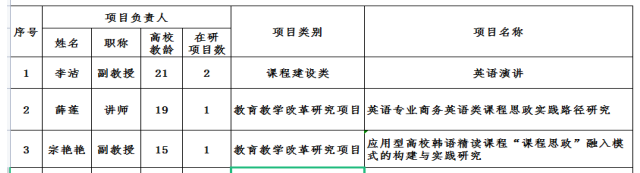 序号 项目负责人 项目类别 项目名称
姓名 职称 高校教龄 在研项目数
1 李洁 副教授 21 2 课程建设类 英语演讲
2 薛莲 讲师 19 1 教育教学改革研究项目 英语专业商务英语类课程思政实践路径研究
3 宗艳艳 副教授 15 1 教育教学改革研究项目 应用型高校韩语精读课程“课程思政”融入模
式的构建与实践研究